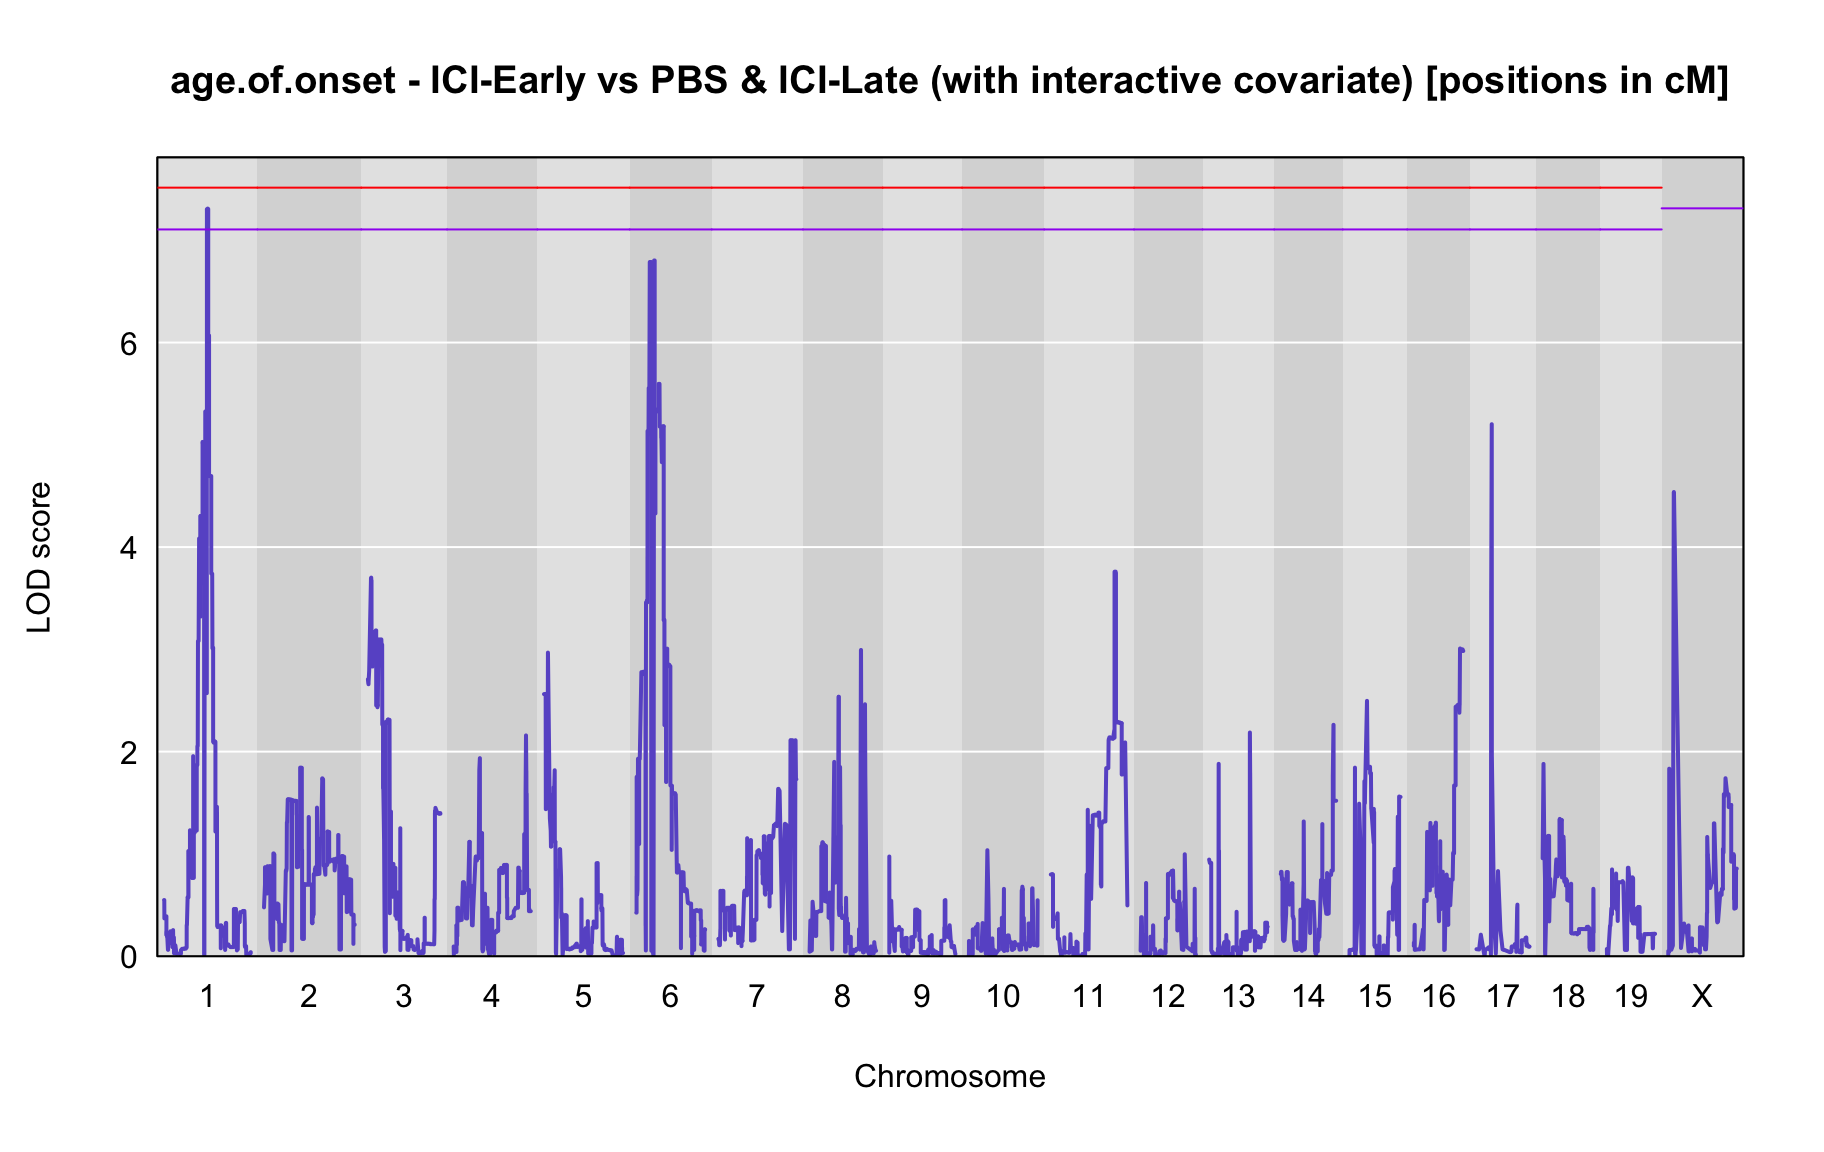 age.of.onset - ICI-Early vs PBS & ICI-Late (with interactive covariate) [positions in cM]
6
4
2
0
LOD score
1 2 3 4 5 6 7 8 9 10 11 12 13 14 15 16 17 18 19 X
Chromosome